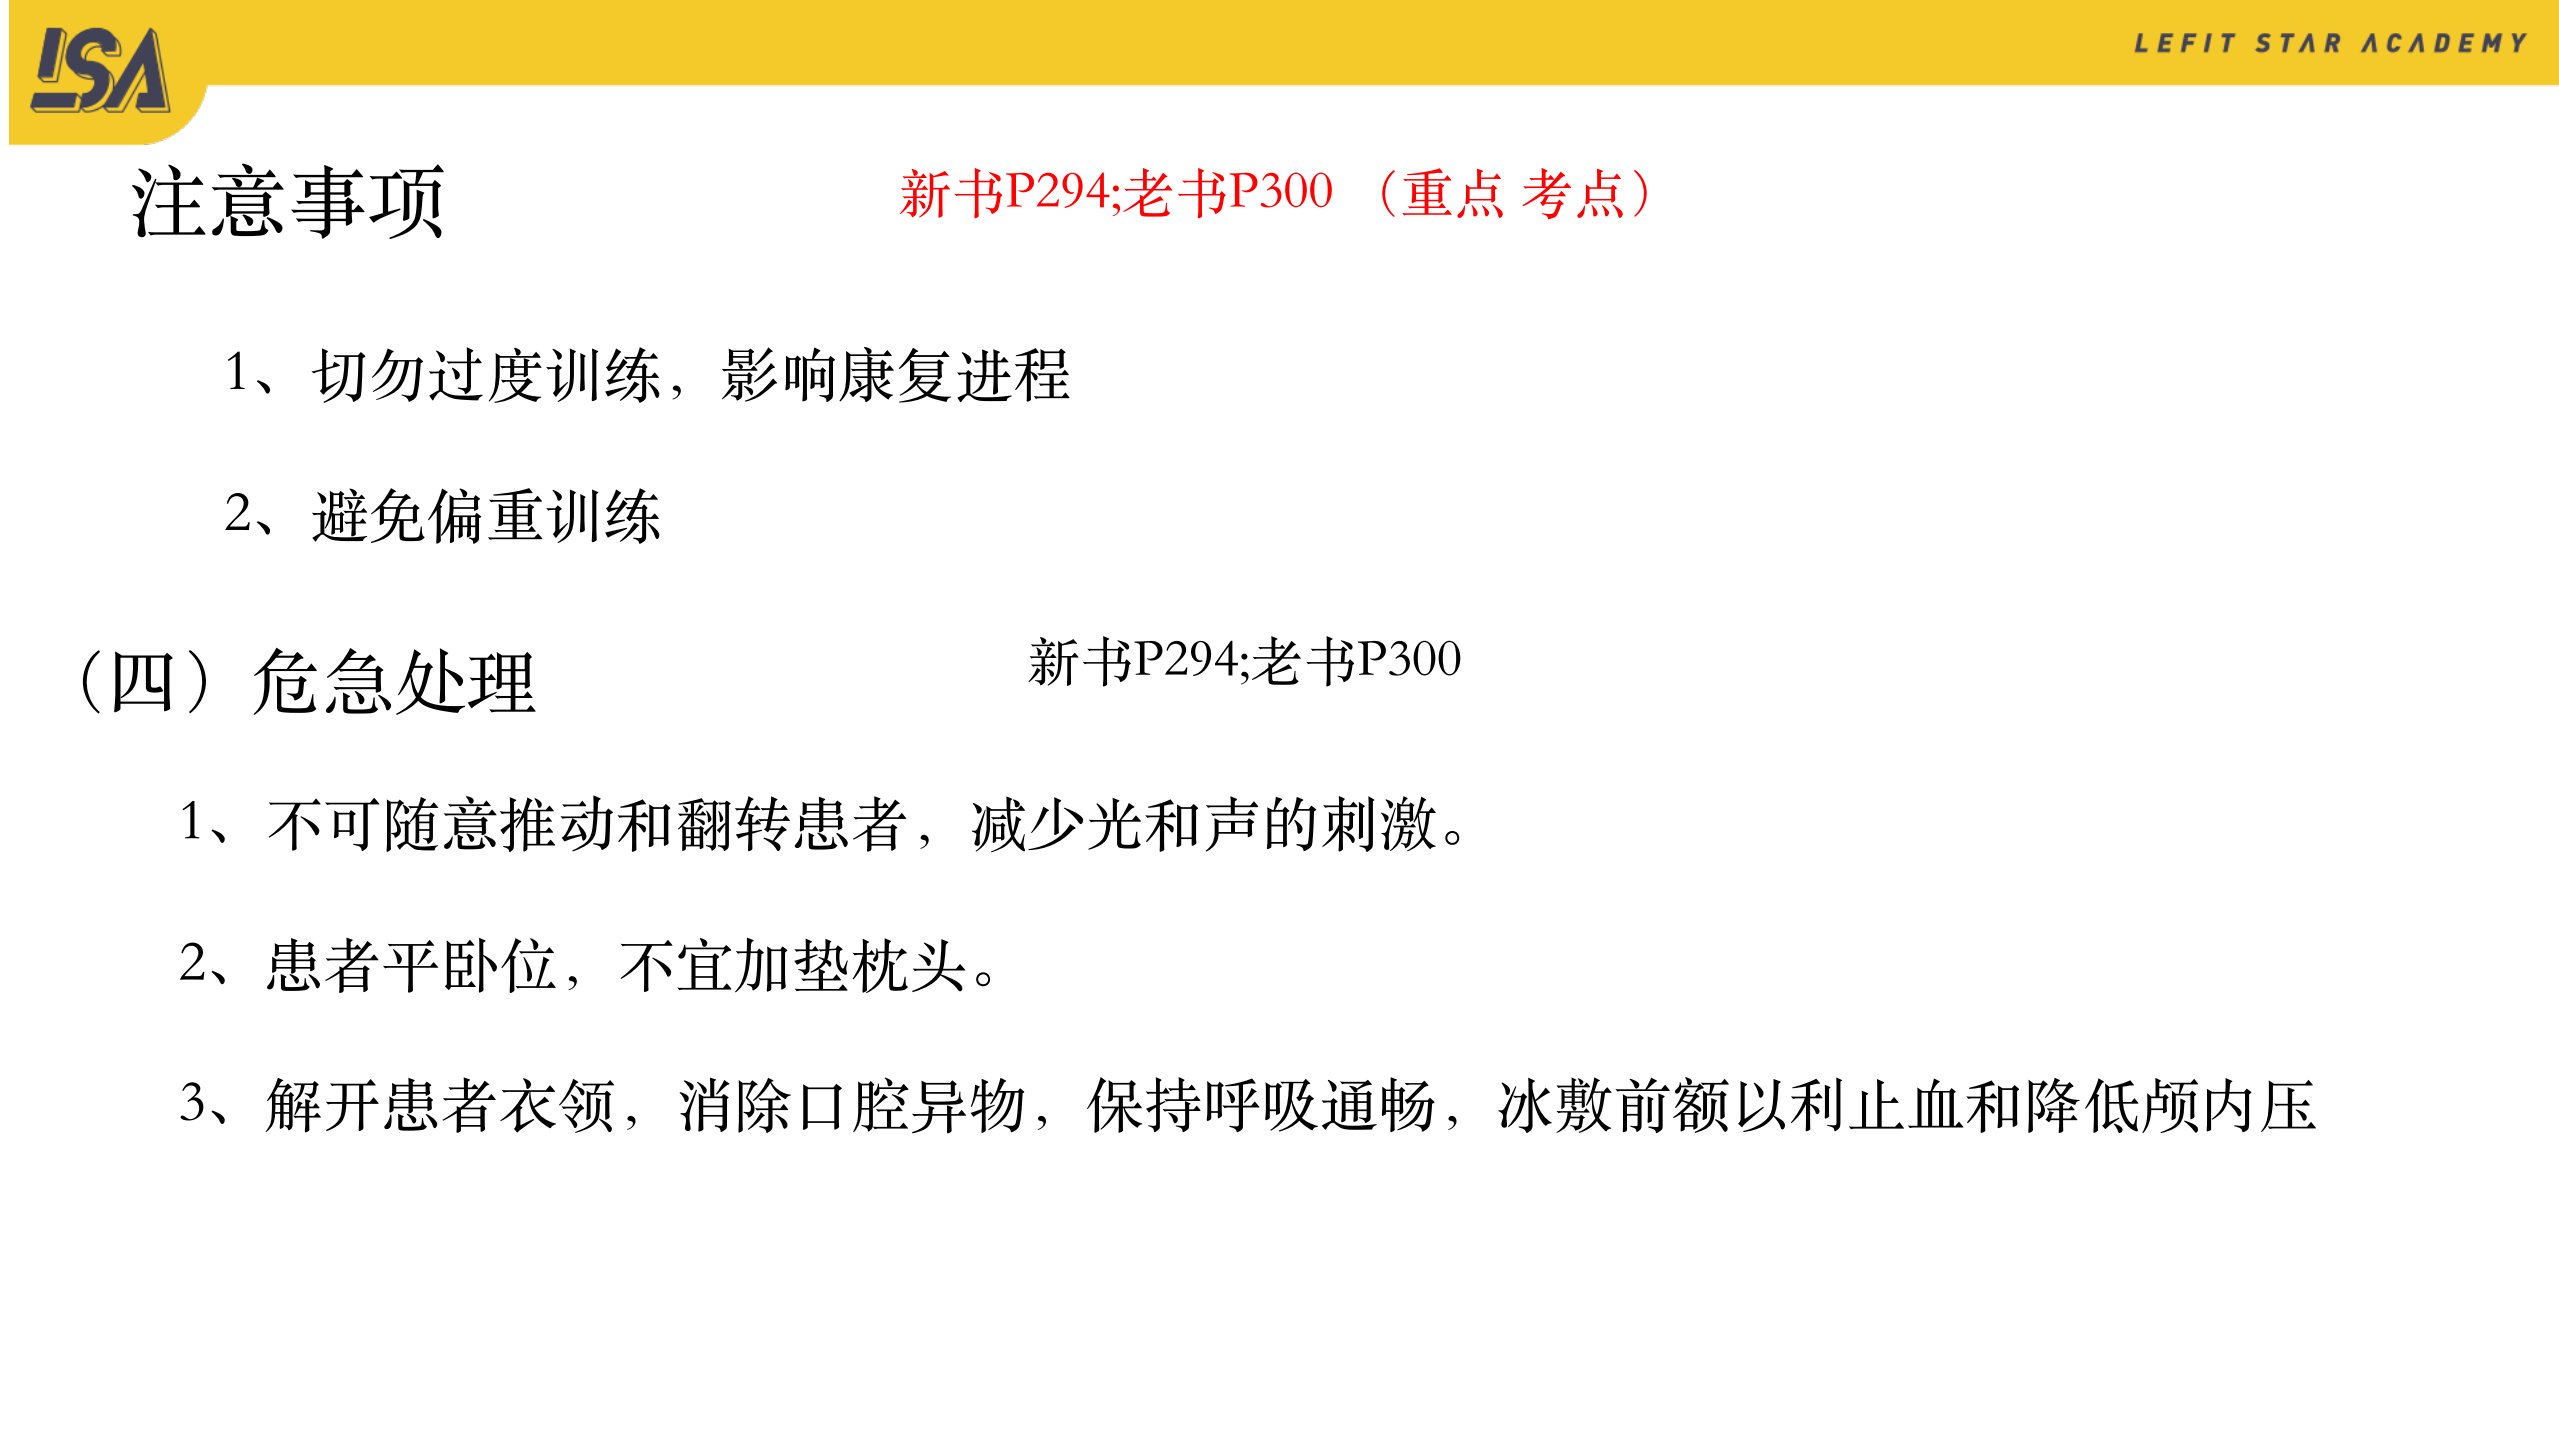 LSA
LEFIT STAR ACADEMY
注意事项
新书P294;老书P300 （重点 考点）
1、切勿过度训练，影响康复进程
2、避免偏重训练
（四）危急处理
新书P294;老书P300
1、不可随意推动和翻转患者，减少光和声的刺激。
2、患者平卧位，不宜加垫枕头。
3、解开患者衣领，消除口腔异物，保持呼吸通畅，冰敷前额以利止血和降低颅内压